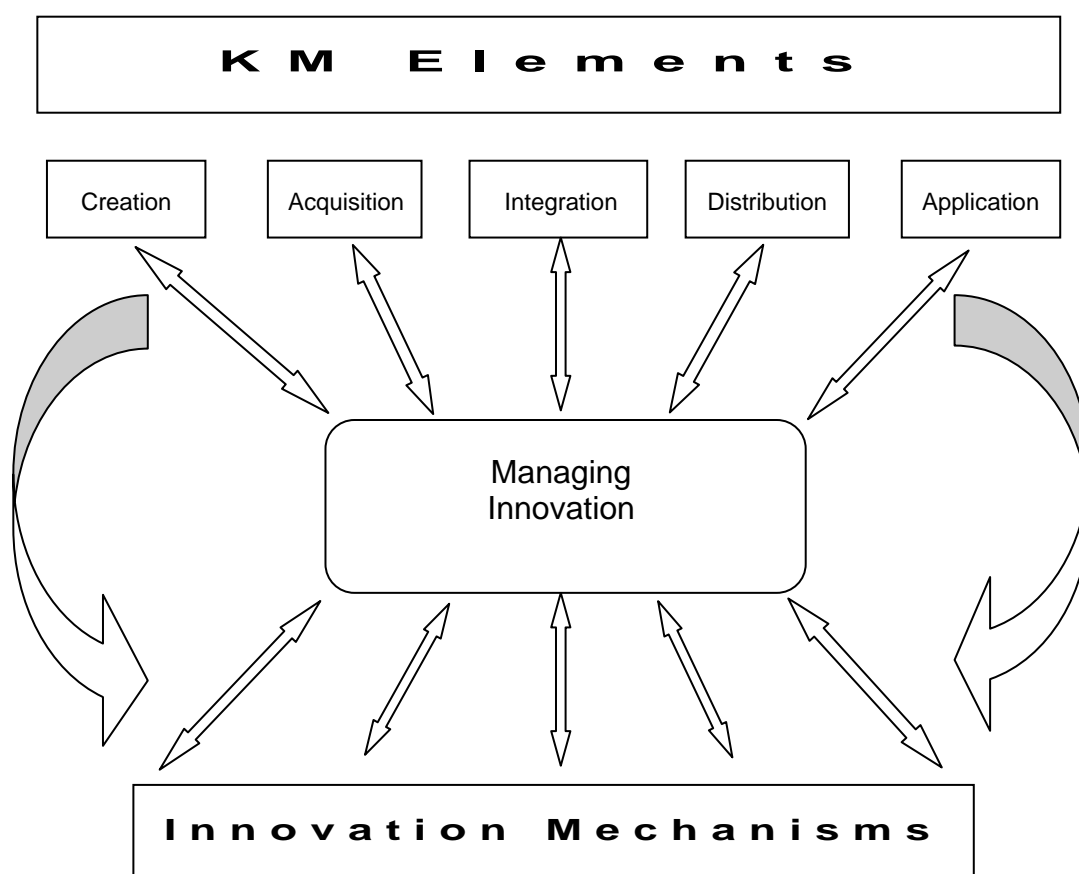 KM Elements
Creation
Acquisition
Integration
Distribution
Application
Managing
Innovation
Innovation Mechanisms